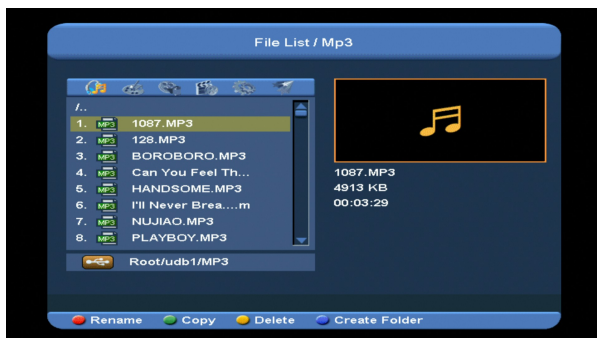 File List / Mp3
/..
1. MP3 1087.MP3
2. MP3 128.MP3
3. MP3 BOROBORO.MP3
4. MP3 Can You Feel Th...
5. MP3 HANDSOME.MP3
6. MP3 I'll Never Brea....m
7. MP3 NUJIAO.MP3
8. MP3 PLAYBOY.MP3
1087.MP3
4913 KB
00:03:29
Root/udb1/MP3
Rename Copy Delete Create Folder